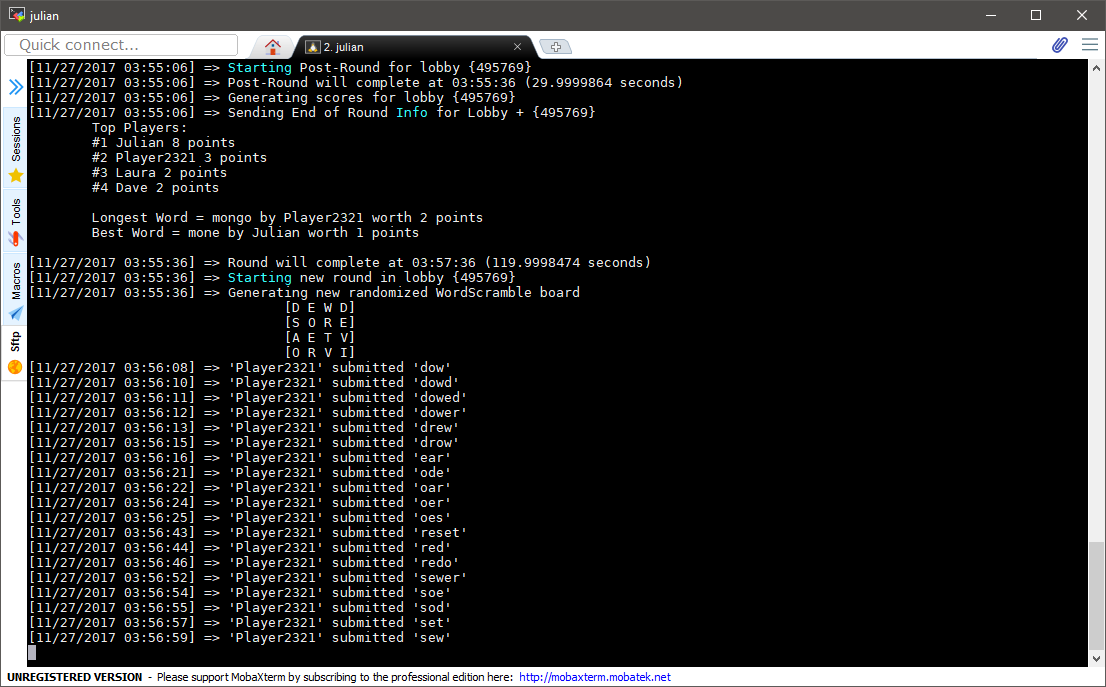 julian
Quick connect...
2. julian
[11/27/2017 03:55:06] => Starting Post-Round for lobby {495769}
[11/27/2017 03:55:06] => Post-Round will complete at 03:55:36 (29.9999864 seconds)
[11/27/2017 03:55:06] => Generating scores for lobby {495769}
[11/27/2017 03:55:06] => Sending End of Round Info for Lobby + {495769}
Top Players:
#1 Julian 8 points
#2 Player2321 3 points
#3 Laura 2 points
#4 Dave 2 points
Longest Word = mongo by Player2321 worth 2 points
Best Word = mone by Julian worth 1 points
[11/27/2017 03:55:36] => Round will complete at 03:57:36 (119.9998474 seconds)
[11/27/2017 03:55:36] => Starting new round in lobby {495769}
[11/27/2017 03:55:36] => Generating new randomized WordScramble board
[D E W D]
[S O R E]
[A E T V]
[O R V I]
[11/27/2017 03:56:08] => 'Player2321' submitted 'dow'
[11/27/2017 03:56:10] => 'Player2321' submitted 'dowd'
[11/27/2017 03:56:11] => 'Player2321' submitted 'dowed'
[11/27/2017 03:56:12] => 'Player2321' submitted 'dower'
[11/27/2017 03:56:13] => 'Player2321' submitted 'drew'
[11/27/2017 03:56:15] => 'Player2321' submitted 'drow'
[11/27/2017 03:56:16] => 'Player2321' submitted 'ear'
[11/27/2017 03:56:21] => 'Player2321' submitted 'ode'
[11/27/2017 03:56:22] => 'Player2321' submitted 'oar'
[11/27/2017 03:56:24] => 'Player2321' submitted 'oer'
[11/27/2017 03:56:25] => 'Player2321' submitted 'oes'
[11/27/2017 03:56:43] => 'Player2321' submitted 'reset'
[11/27/2017 03:56:44] => 'Player2321' submitted 'red'
[11/27/2017 03:56:46] => 'Player2321' submitted 'redo'
[11/27/2017 03:56:52] => 'Player2321' submitted 'sewer'
[11/27/2017 03:56:54] => 'Player2321' submitted 'soe'
[11/27/2017 03:56:55] => 'Player2321' submitted 'sod'
[11/27/2017 03:56:57] => 'Player2321' submitted 'set'
[11/27/2017 03:56:59] => 'Player2321' submitted 'sew'
Sessions
Tools
Macros
Sftp
UNREGISTERED VERSION - Please support MobaXterm by subscribing to the professional edition here: http://mobaxterm.mobatek.net